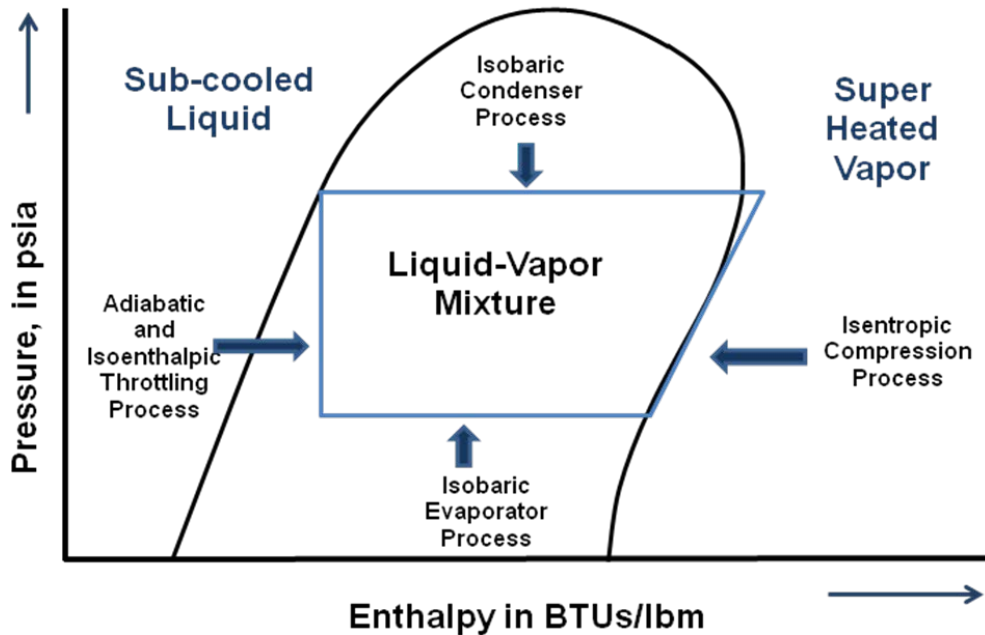 Sub-cooled
Liquid
Isobaric
Condenser
Process
Super
Heated
Vapor
Pressure, in psia
Liquid-Vapor
Mixture
Adiabatic
and
Isoenthalpic
Throttling
Process
Isentropic
Compression
Process
Isobaric
Evaporator
Process
Enthalpy in BTUs/lbm